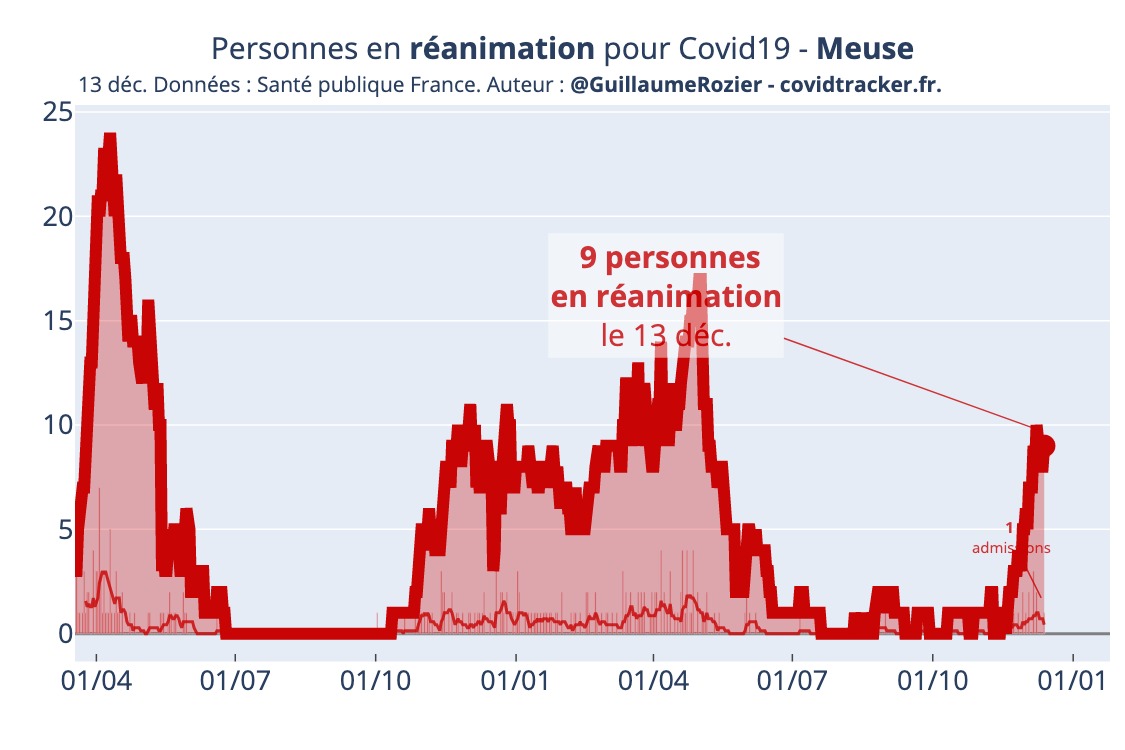 Personnes en réanimation pour Covid19 - Meuse
13 déc. Données : Santé publique France. Auteur : @GuillaumeRozier - covidtracker.fr.
25
20
15
10
5
0
9 personnes
en réanimation
le 13 déc.
1
admissions
01/04 01/07 01/10 01/01 01/04 01/07 01/10 01/01